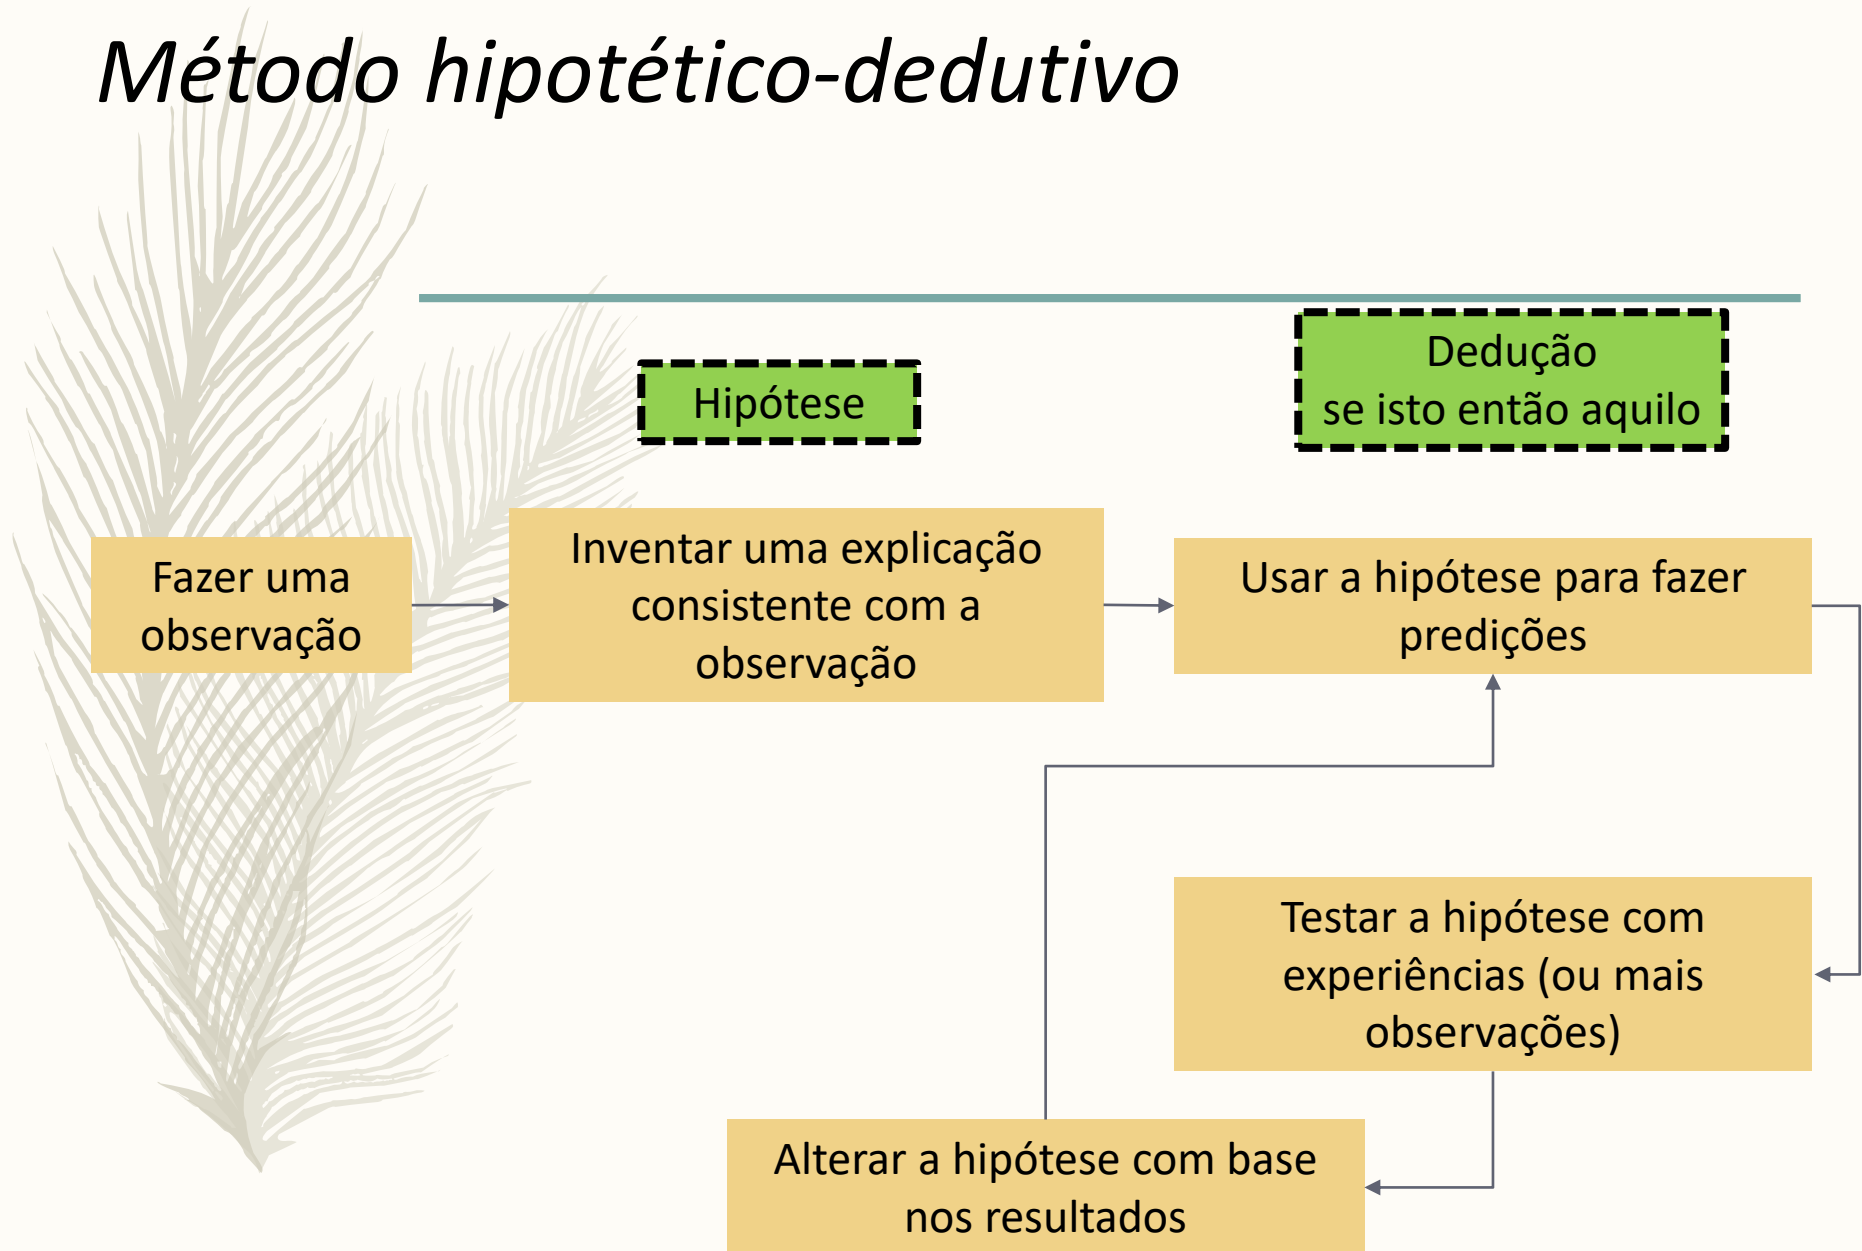 Método hipotético-dedutivo
Hipótese
Dedução
se isto então aquilo
Fazer uma
observação
Inventar uma explicação
consistente com a
observação
Usar a hipótese para fazer
predições
Testar a hipótese com
experiências (ou mais
observações)
Alterar a hipótese com base
nos resultados